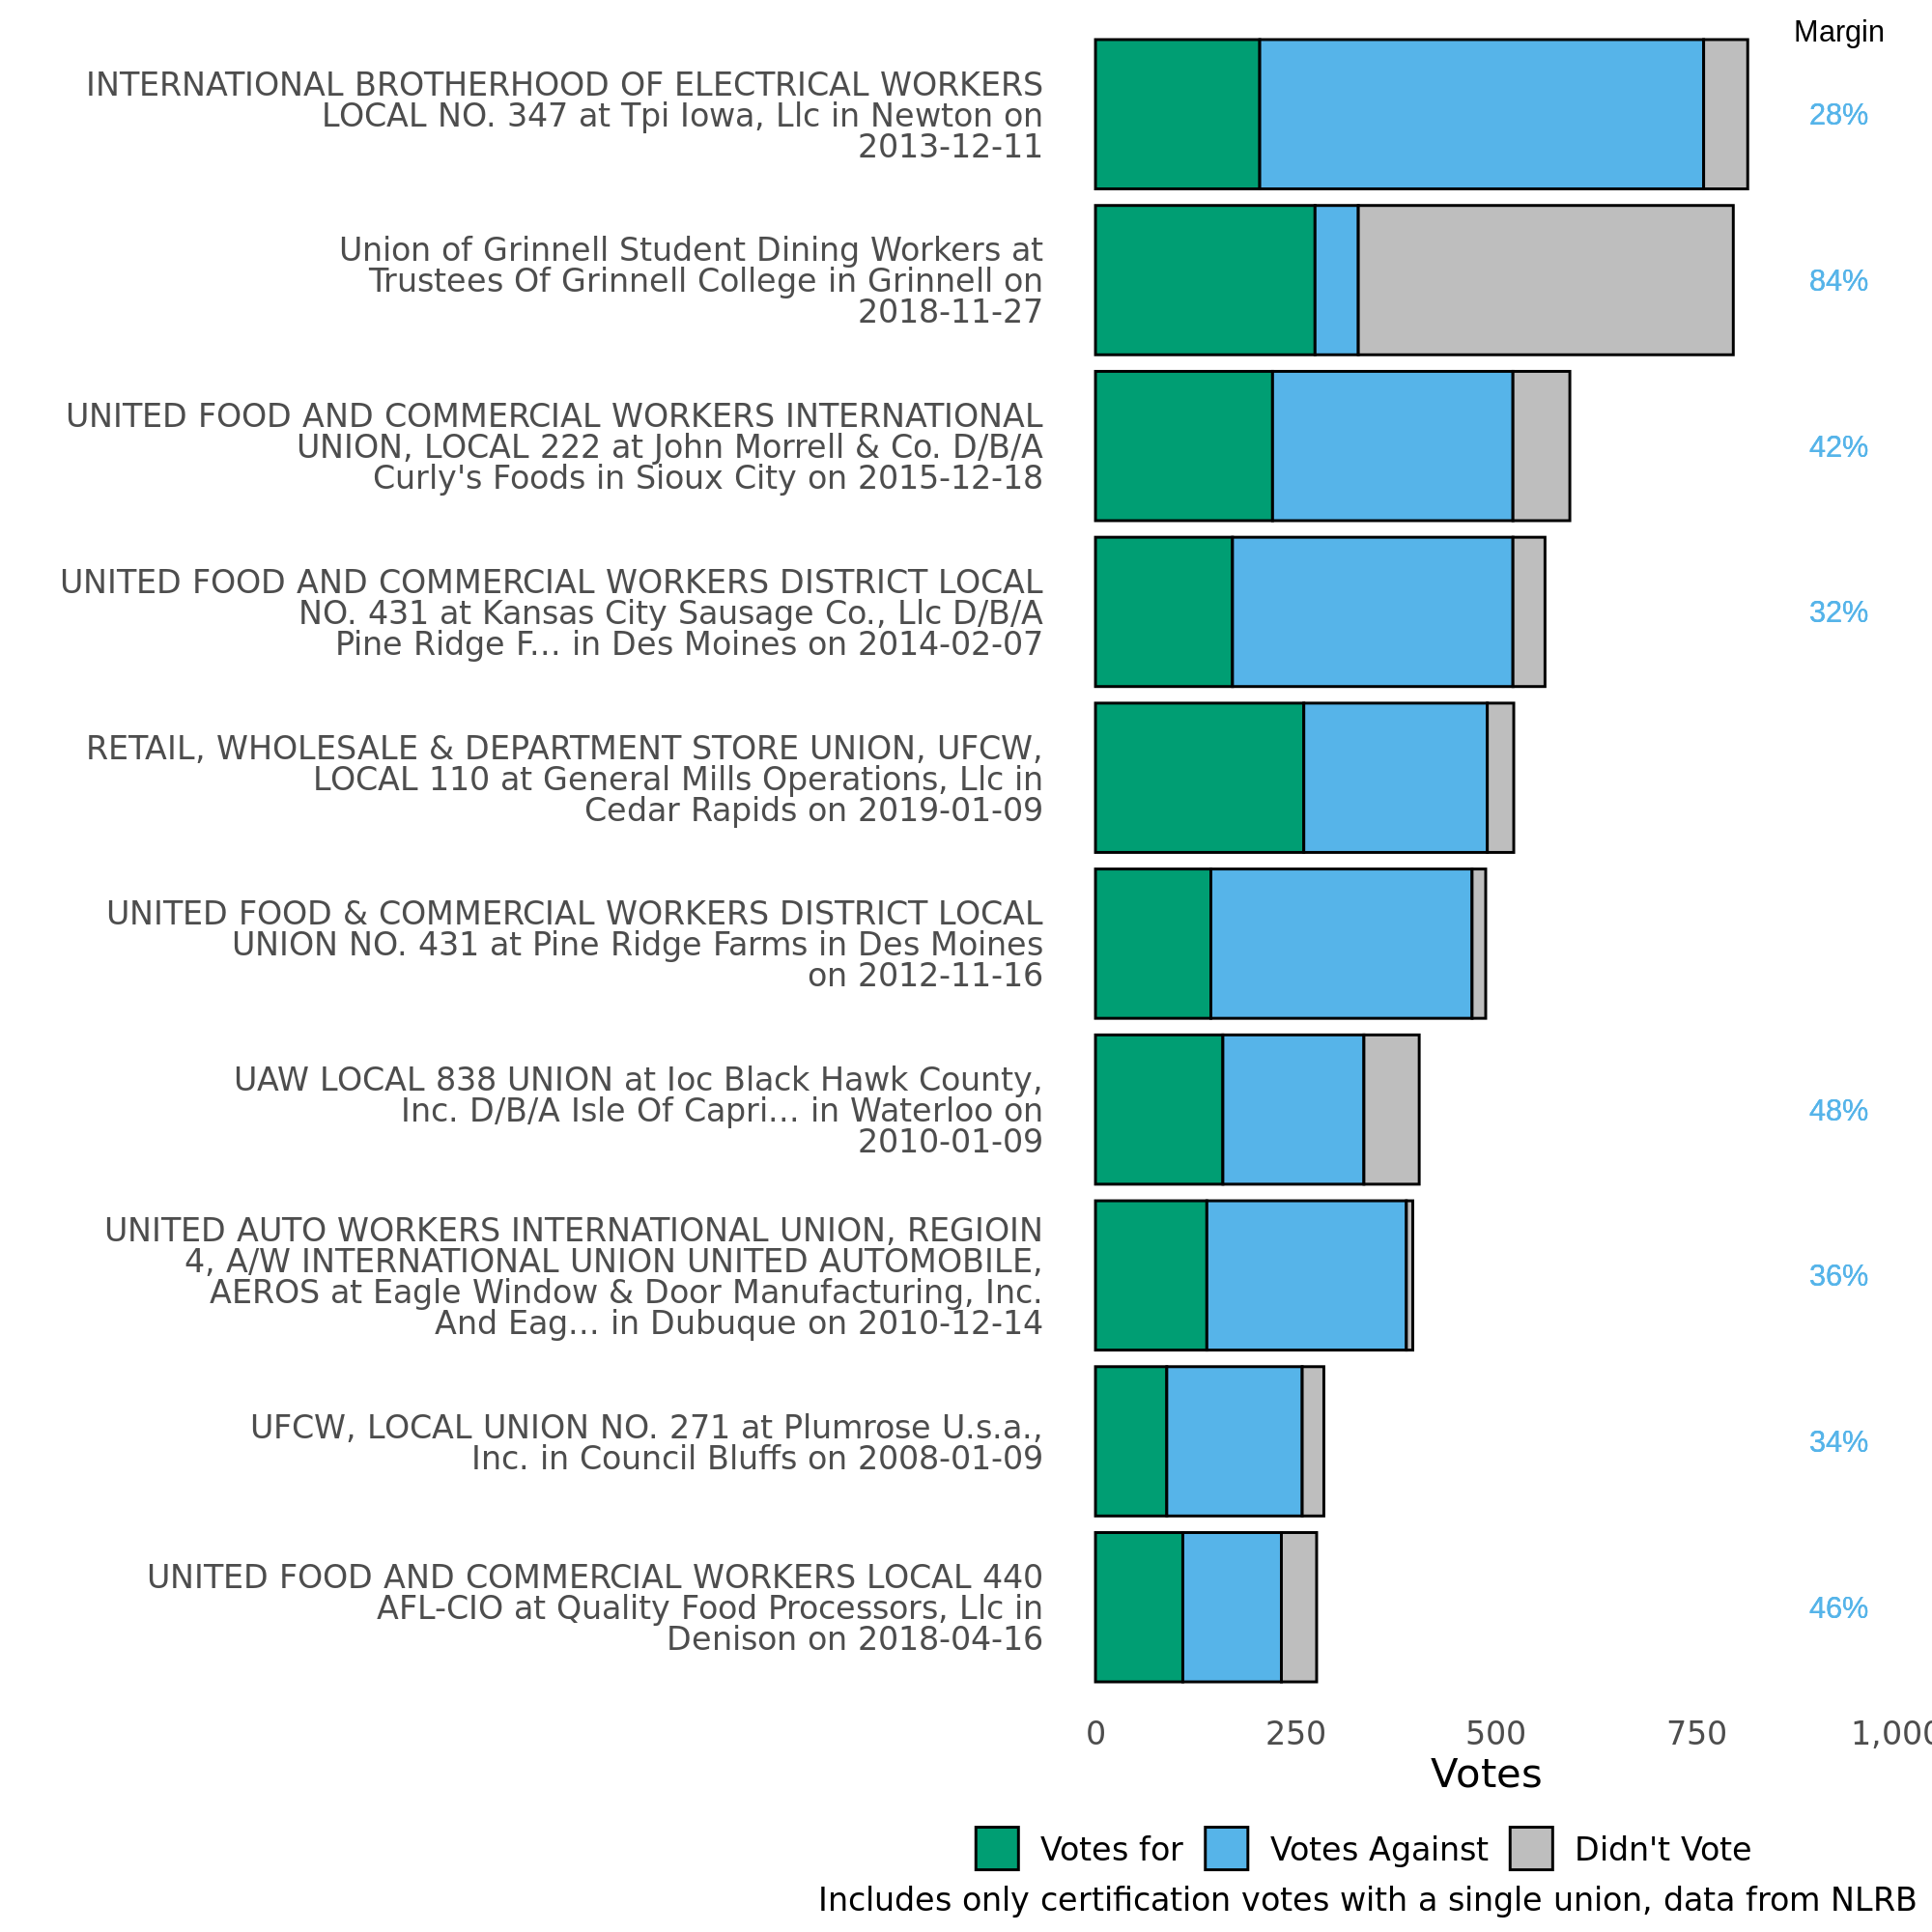 Margin
INTERNATIONAL BROTHERHOOD OF ELECTRICAL WORKERS
LOCAL NO. 347 at Tpi Iowa, Llc in Newton on
2013-12-11
28%
Union of Grinnell Student Dining Workers at
Trustees Of Grinnell College in Grinnell on
2018-11-27
84%
UNITED FOOD AND COMMERCIAL WORKERS INTERNATIONAL
UNION, LOCAL 222 at John Morrell & Co. D/B/A
Curly's Foods in Sioux City on 2015-12-18
42%
UNITED FOOD AND COMMERCIAL WORKERS DISTRICT LOCAL
NO. 431 at Kansas City Sausage Co., Llc D/B/A
Pine Ridge F... in Des Moines on 2014-02-07
32%
RETAIL, WHOLESALE & DEPARTMENT STORE UNION, UFCW,
LOCAL 110 at General Mills Operations, Llc in
Cedar Rapids on 2019-01-09
UNITED FOOD & COMMERCIAL WORKERS DISTRICT LOCAL
UNION NO. 431 at Pine Ridge Farms in Des Moines
on 2012-11-16
UAW LOCAL 838 UNION at Ioc Black Hawk County,
Inc. D/B/A Isle Of Capri... in Waterloo on
2010-01-09
48%
UNITED AUTO WORKERS INTERNATIONAL UNION, REGIOIN
4, A/W INTERNATIONAL UNION UNITED AUTOMOBILE,
AEROS at Eagle Window & Door Manufacturing, Inc.
And Eag... in Dubuque on 2010-12-14
36%
UFCW, LOCAL UNION NO. 271 at Plumrose U.s.a.,
Inc. in Council Bluffs on 2008-01-09
34%
UNITED FOOD AND COMMERCIAL WORKERS LOCAL 440
AFL-CIO at Quality Food Processors, Llc in
Denison on 2018-04-16
46%
0 250 500 750 1,000
Votes
Votes for Votes Against Didn't Vote
Includes only certification votes with a single union, data from NLRB